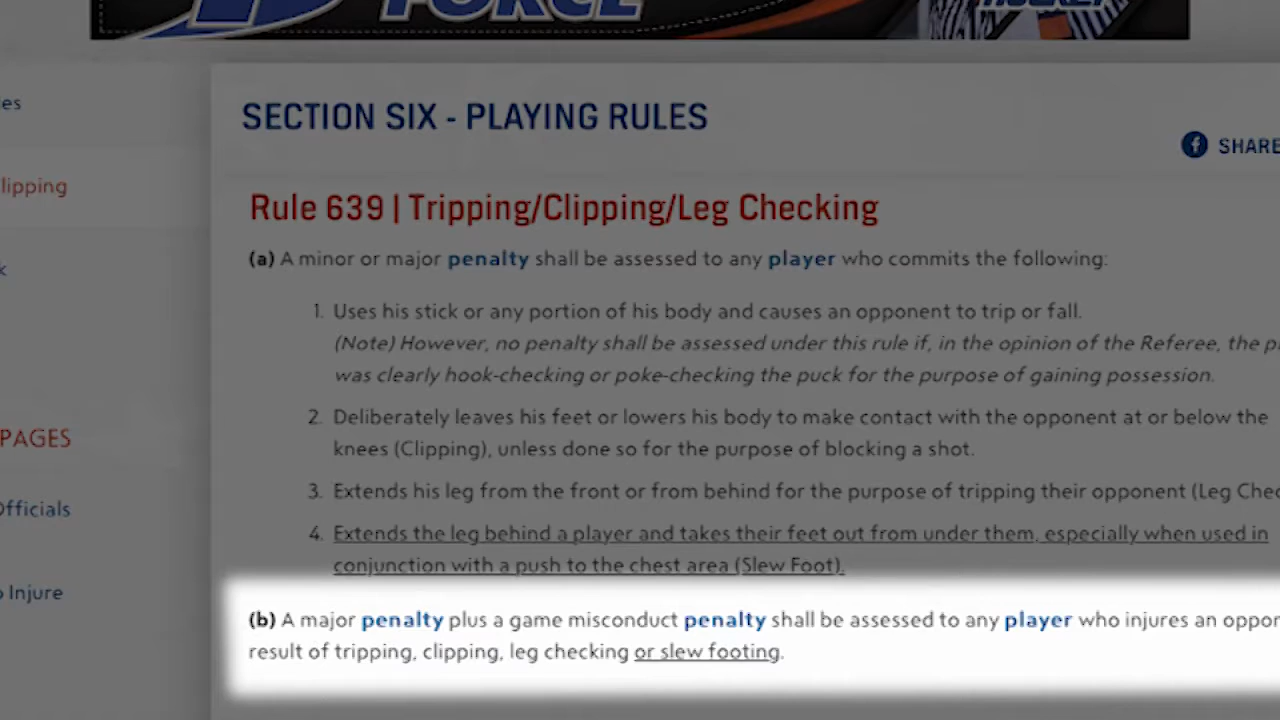 FORCE
HOCKEY
SECTION SIX - PLAYING RULES
SHARE
lipping
Rule 639 | Tripping/Clipping/Leg Checking
(a) A minor or major penalty shall be assessed to any player who commits the following:
1. Uses his stick or any portion of his body and causes an opponent to trip or fall.
(Note) However, no penalty shall be assessed under this rule if, in the opinion of the Referee, the
was clearly hook-checking or poke-checking the puck for the purpose of gaining possession.
2. Deliberately leaves his feet or lowers his body to make contact with the opponent at or below the
knees (Clipping), unless done so for the purpose of blocking a shot.
PAGES
3. Extends his leg from the front or from behind for the purpose of tripping their opponent (Leg Chec
Officials
4. Extends the leg behind a player and takes their feet out from under them, especially when used in
conjunction with a push to the chest area (Slew Foot).
Injure
(b) A major penalty plus a game misconduct penalty shall be assessed to any player who injures an oppon
result of tripping, clipping, leg checking or slew footing.